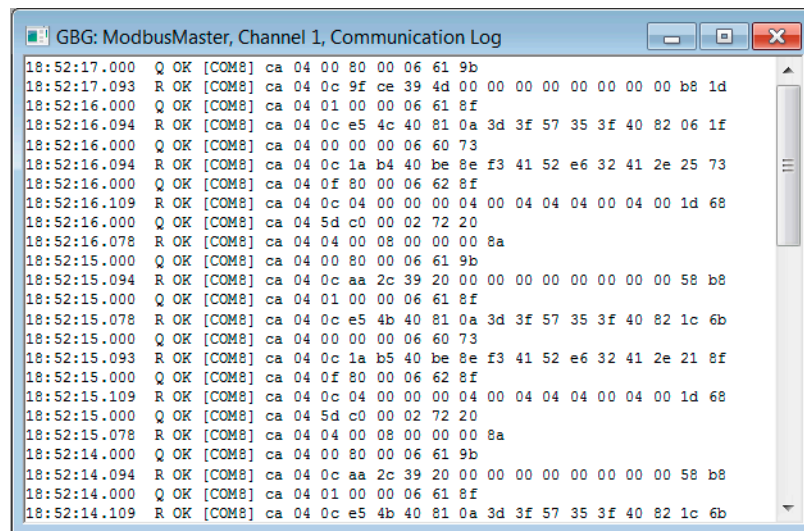 GBG: ModbusMaster, Channel 1, Communication Log
18:52:17.000 Q OK [COM8] ca 04 00 80 00 06 61 9b
18:52:17.093 R OK [COM8] ca 04 0c 9f ce 39 4d 00 00 00 00 00 00 00 00 b8 1d
18:52:16.000 Q OK [COM8] ca 04 01 00 00 06 61 8f
18:52:16.094 R OK [COM8] ca 04 0c e5 4c 40 81 0a 3d 3f 57 35 3f 40 82 06 1f
18:52:16.000 Q OK [COM8] ca 04 00 00 00 06 60 73
18:52:16.094 R OK [COM8] ca 04 0c 1a b4 40 be 8e f3 41 52 e6 32 41 2e 25 73
18:52:16.000 Q OK [COM8] ca 04 0f 80 00 06 62 8f
18:52:16.109 R OK [COM8] ca 04 0c 04 00 00 00 04 00 04 04 04 00 04 00 1d 68
18:52:16.000 Q OK [COM8] ca 04 5d c0 00 02 72 20
18:52:16.078 R OK [COM8] ca 04 04 00 08 00 00 00 8a
18:52:15.000 Q OK [COM8] ca 04 00 80 00 06 61 9b
18:52:15.094 R OK [COM8] ca 04 0c aa 2c 39 20 00 00 00 00 00 00 00 00 58 b8
18:52:15.000 Q OK [COM8] ca 04 01 00 00 06 61 8f
18:52:15.078 R OK [COM8] ca 04 0c e5 4b 40 81 0a 3d 3f 57 35 3f 40 82 1c 6b
18:52:15.000 Q OK [COM8] ca 04 00 00 00 06 60 73
18:52:15.093 R OK [COM8] ca 04 0c 1a b5 40 be 8e f3 41 52 e6 32 41 2e 21 8f
18:52:15.000 Q OK [COM8] ca 04 0f 80 00 06 62 8f
18:52:15.109 R OK [COM8] ca 04 0c 04 00 00 00 04 00 04 04 04 00 04 00 1d 68
18:52:15.000 Q OK [COM8] ca 04 5d c0 00 02 72 20
18:52:15.078 R OK [COM8] ca 04 04 00 08 00 00 00 8a
18:52:14.000 Q OK [COM8] ca 04 00 80 00 06 61 9b
18:52:14.094 R OK [COM8] ca 04 0c aa 2c 39 20 00 00 00 00 00 00 00 00 58 b8
18:52:14.000 Q OK [COM8] ca 04 01 00 00 06 61 8f
18:52:14.109 R OK [COM8] ca 04 0c e5 4b 40 81 0a 3d 3f 57 35 3f 40 82 1c 6b